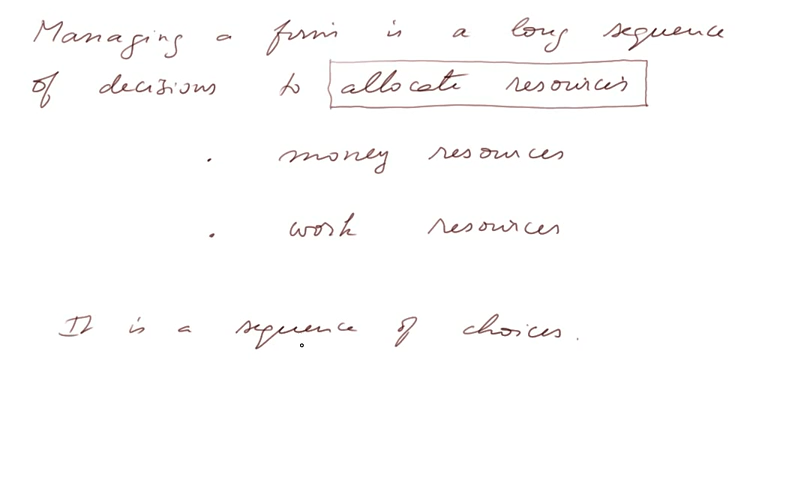 Managing a firm is a long sequence
of decisions to allocate resources
. money resources
. work resources
It is a sequence of choices.